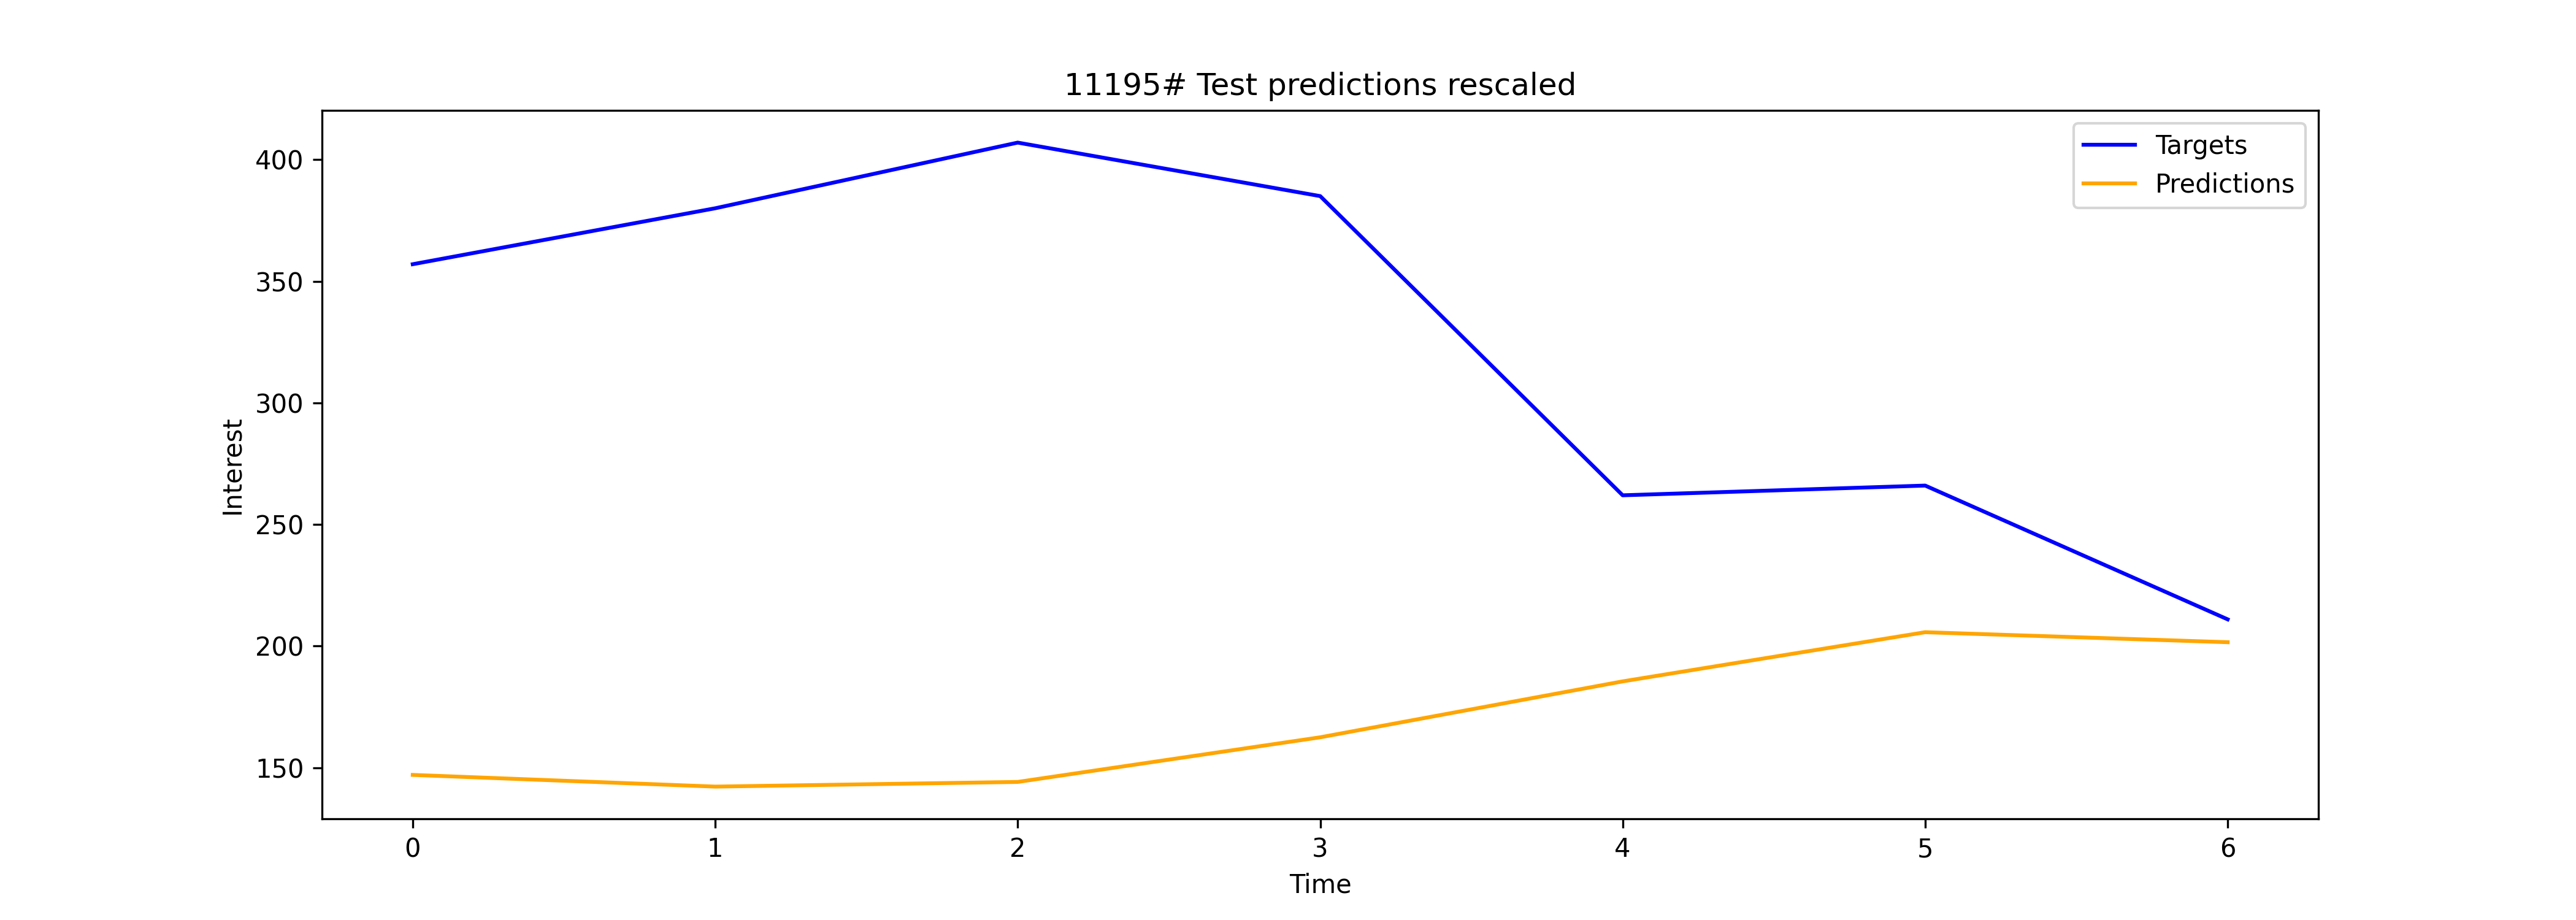 11195# Test predictions rescaled
Targets
Predictions
400
350
300
250
200
150
Interest
0 1 2 3 4 5 6
Time